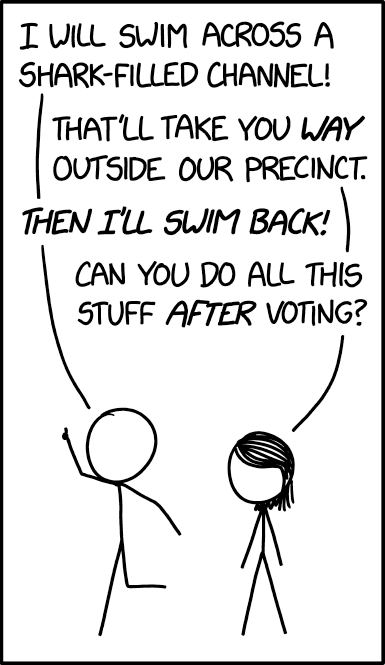 I WILL SWIM ACROSS A
SHARK-FILLED CHANNEL!
THAT'LL TAKE YOU WAY
OUTSIDE OUR PRECINCT.
THEN I'LL SWIM BACK!
CAN YOU DO ALL THIS
STUFF AFTER VOTING?